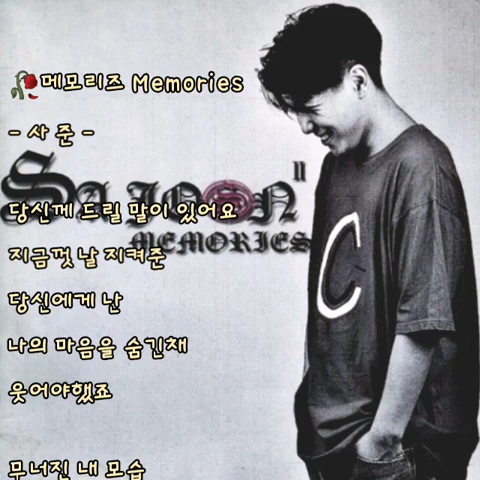 🥀메모리즈 Memories
- 사 준 -
SAJOON II
MEMORIES
당신께 드릴 말이 있어요
지금껏 날 지켜준
당신에게 난
나의 마음을 숨긴채
웃어야했죠
무너진 내 모습
C